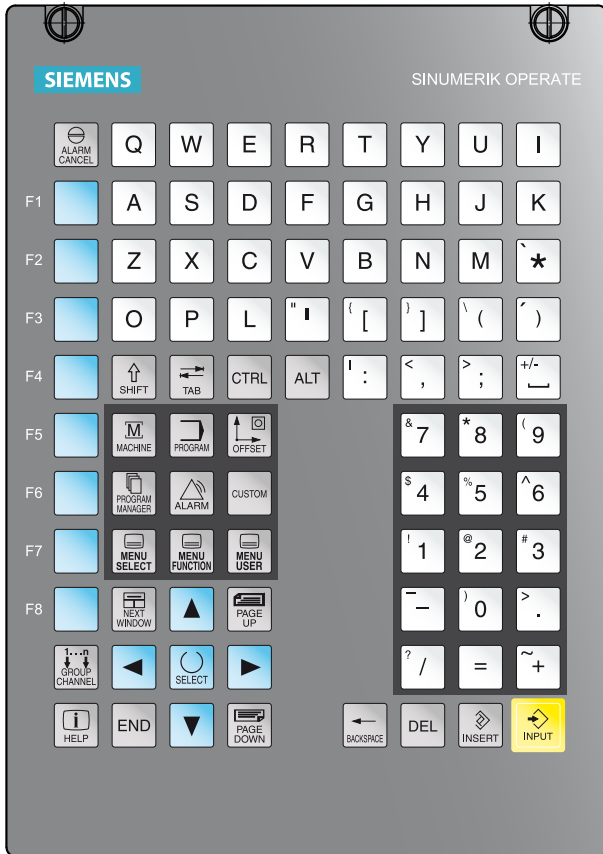 SIEMENS SINUMERIK OPERATE
ALARM CANCEL Q W E R T Y U I
F1 A S D F G H J K
F2 Z X C V B N M ` *
F3 O P L " ' { [ } ] \ ( ´ )
F4 SHIFT TAB CTRL ALT I : < , > ; +/-
F5 M MACHINE PROGRAM OFFSET & 7 * 8 ( 9
F6 PROGRAM MANAGER ALARM CUSTOM $ 4 % 5 ^ 6
F7 MENU SELECT MENU FUNCTION MENU USER ! 1 @ 2 # 3
F8 NEXT WINDOW PAGE UP _ - ) 0 > .
1...n GROUP CHANNEL SELECT ? / = ~ +
i HELP END PAGE DOWN BACKSPACE DEL INSERT INPUT